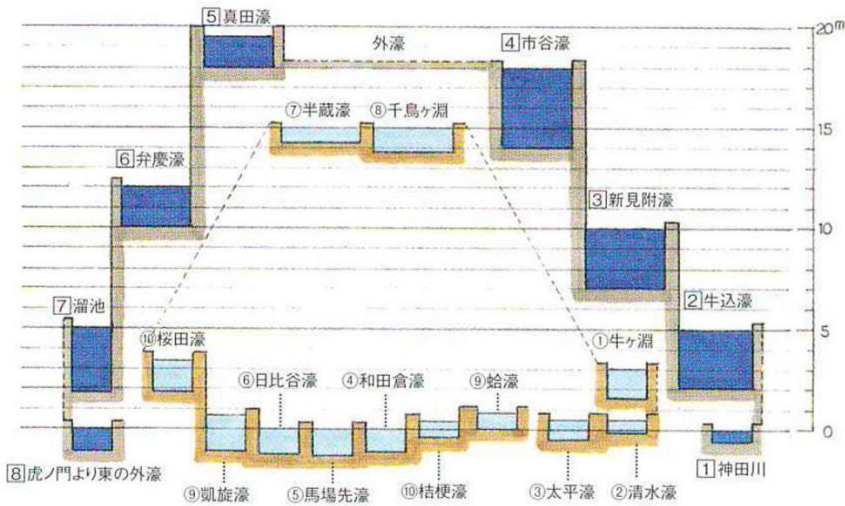 5 真田濠
外濠
4 市谷濠
20m
⑦半蔵濠
⑧千鳥ヶ淵
15
6 弁慶濠
3 新見附濠
10
7 溜池
2 牛込濠
⑩桜田濠
①牛ヶ淵
5
⑥日比谷濠
④和田倉濠
⑨蛤濠
0
8 虎ノ門より東の外濠
1 神田川
⑨凱旋濠
⑤馬場先濠
⑩桔梗濠
③太平濠
②清水濠